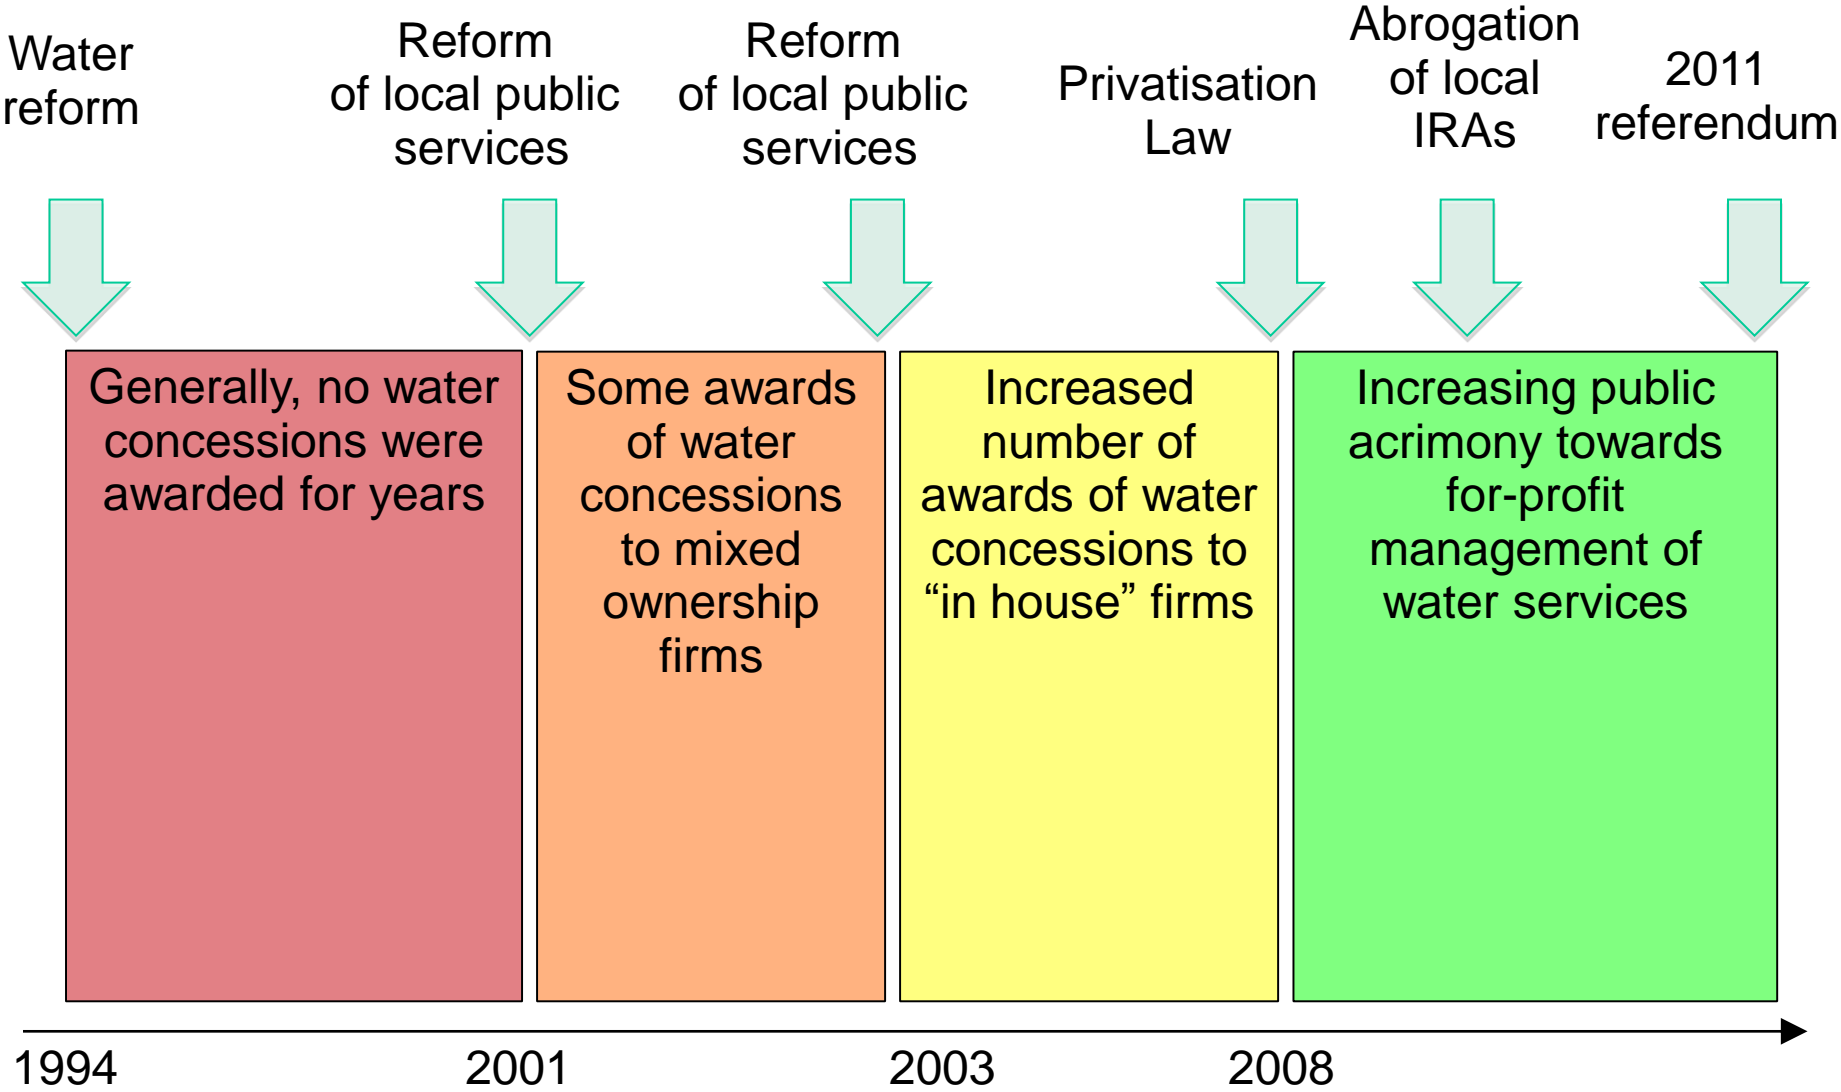 Water
reform
Reform
of local public
services
Reform
of local public
services
Privatisation
Law
Abrogation
of local
IRAs
2011
referendum
Generally, no water
concessions were
awarded for years
Some awards
of water
concessions
to mixed
ownership
firms
Increased
number of
awards of water
concessions to
“in house” firms
Increasing public
acrimony towards
for-profit
management of
water services
1994
2001
2003
2008